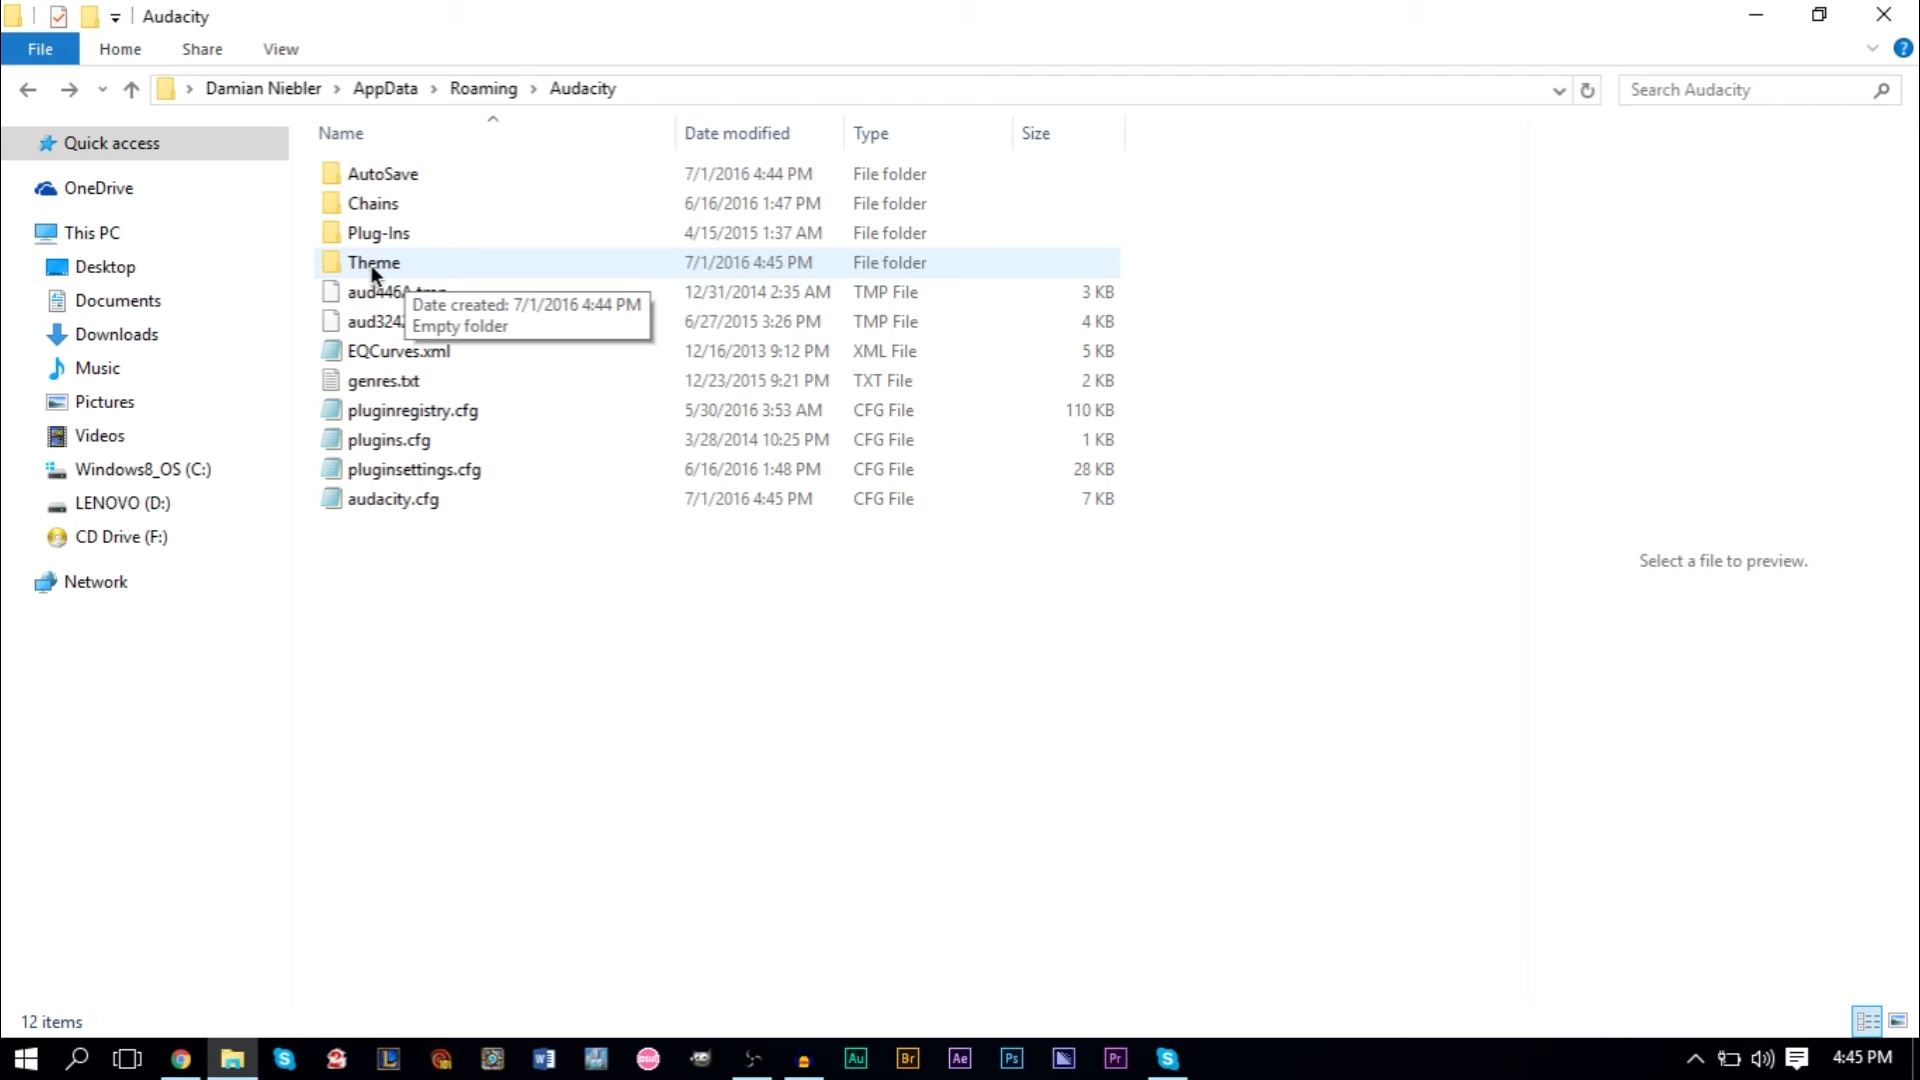 Audacity
File Home Share View
Damian Niebler AppData Roaming Audacity Search Audacity
Name Date modified Type Size
Quick access
OneDrive
This PC
Desktop
Documents
Downloads
Music
Pictures
Videos
Windows8_OS (C:)
LENOVO (D:)
CD Drive (F:)
Network
AutoSave 7/1/2016 4:44 PM File folder
Chains 6/16/2016 1:47 PM File folder
Plug-Ins 4/15/2015 1:37 AM File folder
Theme 7/1/2016 4:45 PM File folder
aud446A.tmp 12/31/2014 2:35 AM TMP File 3 KB
Date created: 7/1/2016 4:44 PM
Empty folder
aud324 6/27/2015 3:26 PM TMP File 4 KB
EQCurves.xml 12/16/2013 9:12 PM XML File 5 KB
genres.txt 12/23/2015 9:21 PM TXT File 2 KB
pluginregistry.cfg 5/30/2016 3:53 AM CFG File 110 KB
plugins.cfg 3/28/2014 10:25 PM CFG File 1 KB
pluginsettings.cfg 6/16/2016 1:48 PM CFG File 28 KB
audacity.cfg 7/1/2016 4:45 PM CFG File 7 KB
Select a file to preview.
12 items
osu! Au Br Ae Ps Pr 4:45 PM